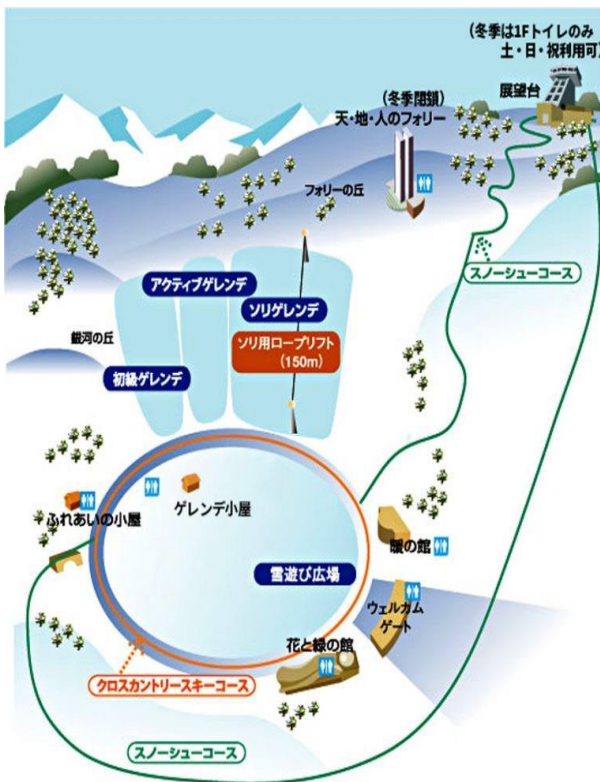 (冬季は1Fトイレのみ
土・日・祝利用可)
展望台
(冬季閉鎖)
天・地・人のフォリー
フォリーの丘
スノーシューコース
アクティブゲレンデ
ソリゲレンデ
ソリ用ロープリフト
(150m)
銀河の丘
初級ゲレンデ
ゲレンデ小屋
ふれあいの小屋
暖の館
雪遊び広場
ウェルカム
ゲート
花と緑の館
クロスカントリースキーコース
スノーシューコース